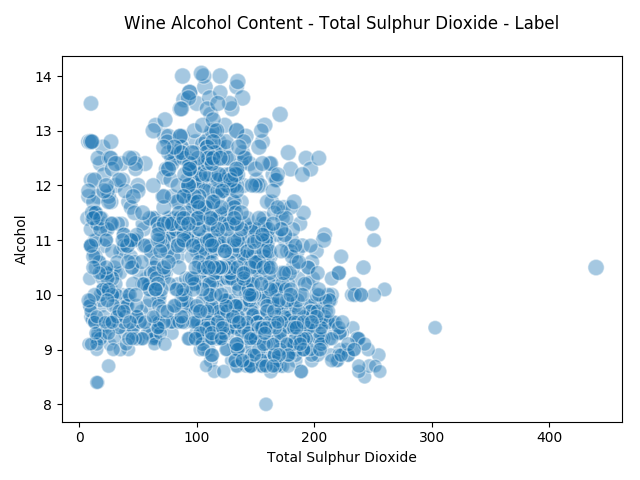 Wine Alcohol Content - Total Sulphur Dioxide - Label
14
13
12
11
10
9
8
Alcohol
0 100 200 300 400
Total Sulphur Dioxide